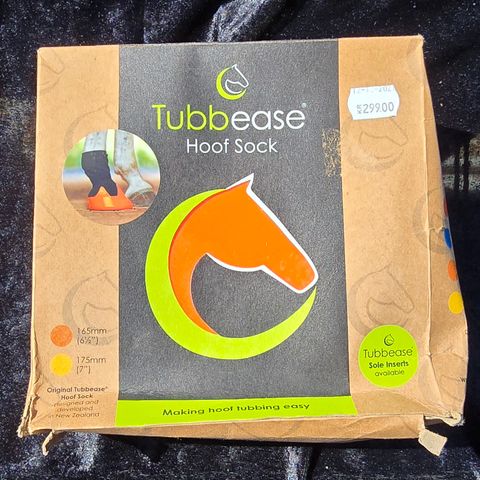 299.00
Tubbease®
Hoof Sock
165mm
(6½")
175mm
(7")
Original Tubbease®
Hoof Sock
designed and
developed
in New Zealand
Tubbease
Sole Inserts
available
Making hoof tubbing easy